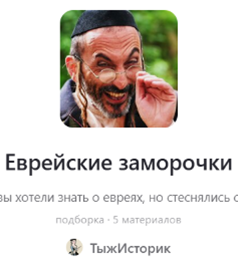 Еврейские заморочки
вы хотели знать о евреях, но стеснялись
подборка · 5 материалов
ТыжИсторик